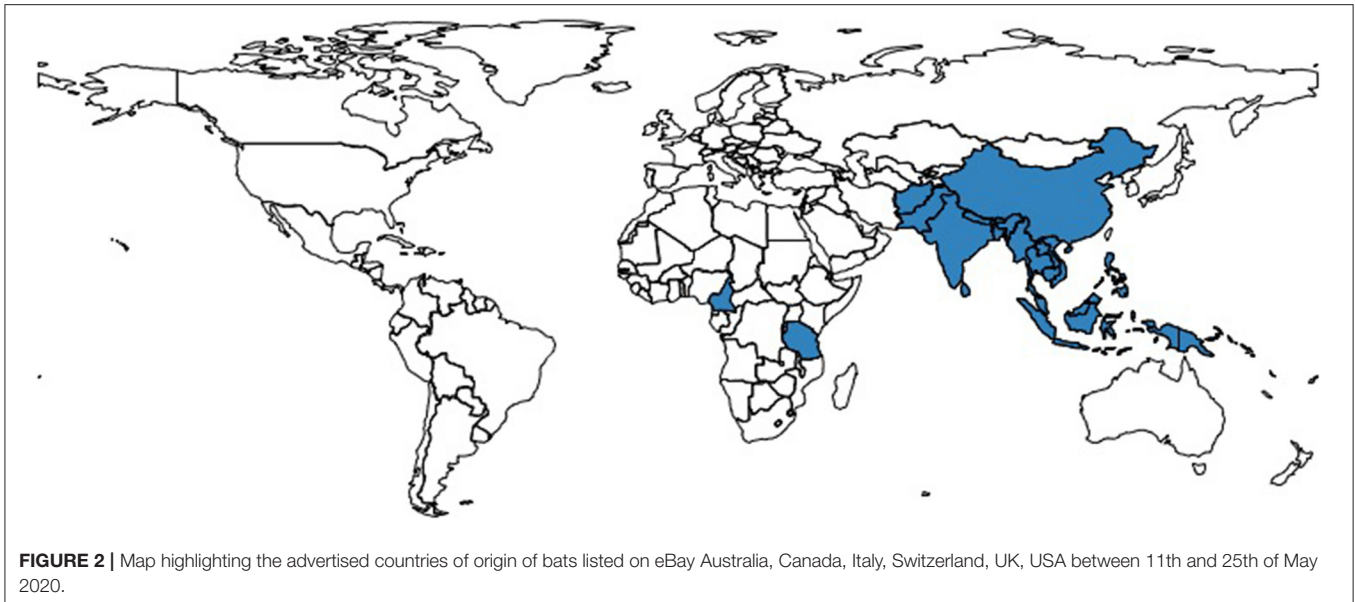 FIGURE 2 | Map highlighting the advertised countries of origin of bats listed on eBay Australia, Canada, Italy, Switzerland, UK, USA between 11th and 25th of May
2020.